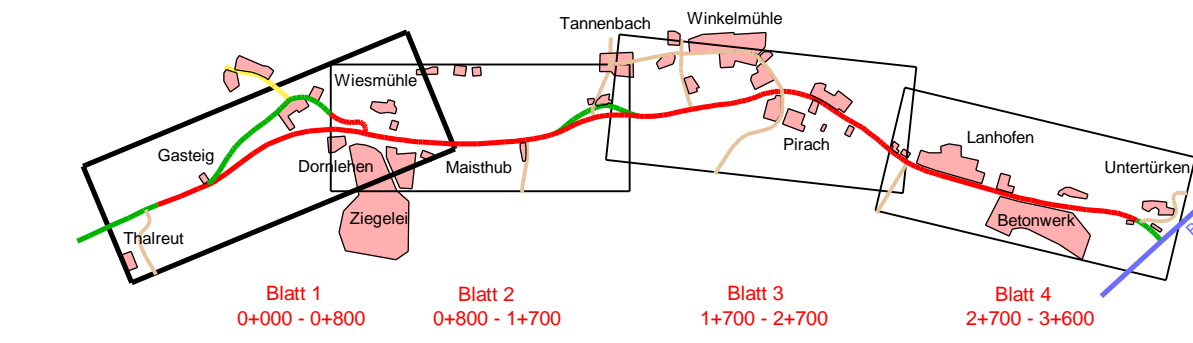 Tannenbach
Winkelmühle
Wiesmühle
Gasteig
Dornlehen
Maisthub
Pirach
Lanhofen
Untertürken
Thalreut
Ziegelei
Betonwerk
Blatt 1
0+000 - 0+800
Blatt 2
0+800 - 1+700
Blatt 3
1+700 - 2+700
Blatt 4
2+700 - 3+600